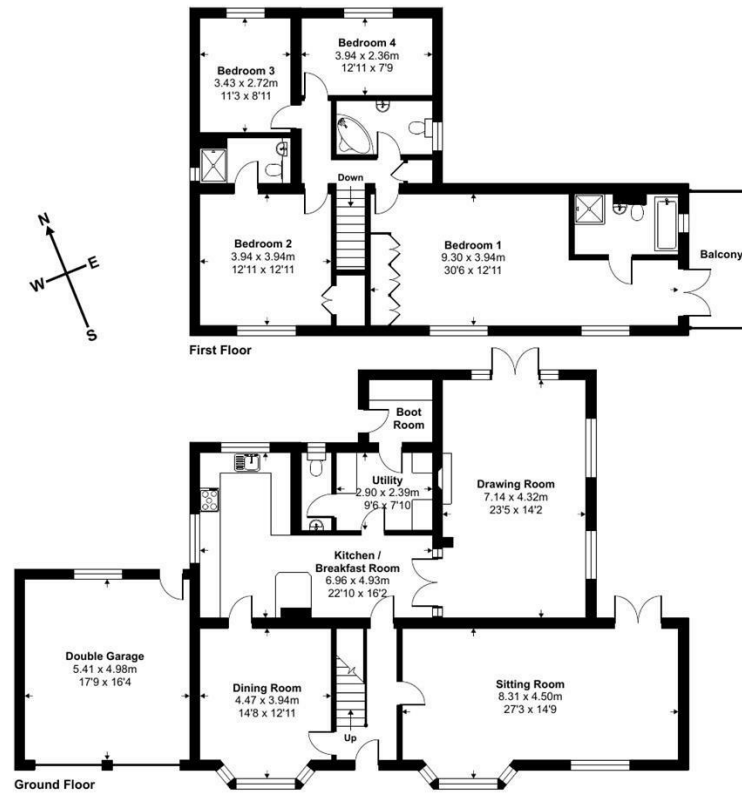 Bedroom 3
3.43 x 2.72m
11'3 x 8'11
Bedroom 4
3.94 x 2.36m
12'11 x 7'9
Down
Bedroom 2
3.94 x 3.94m
12'11 x 12'11
Bedroom 1
9.30 x 3.94m
30'6 x 12'11
Balcony
N
W
E
S
First Floor
Boot
Room
Utility
2.90 x 2.39m
9'6 x 7'10
Drawing Room
7.14 x 4.32m
23'5 x 14'2
Kitchen /
Breakfast Room
6.96 x 4.93m
22'10 x 16'2
Double Garage
5.41 x 4.98m
17'9 x 16'4
Dining Room
4.47 x 3.94m
14'8 x 12'11
Up
Sitting Room
8.31 x 4.50m
27'3 x 14'9
Ground Floor